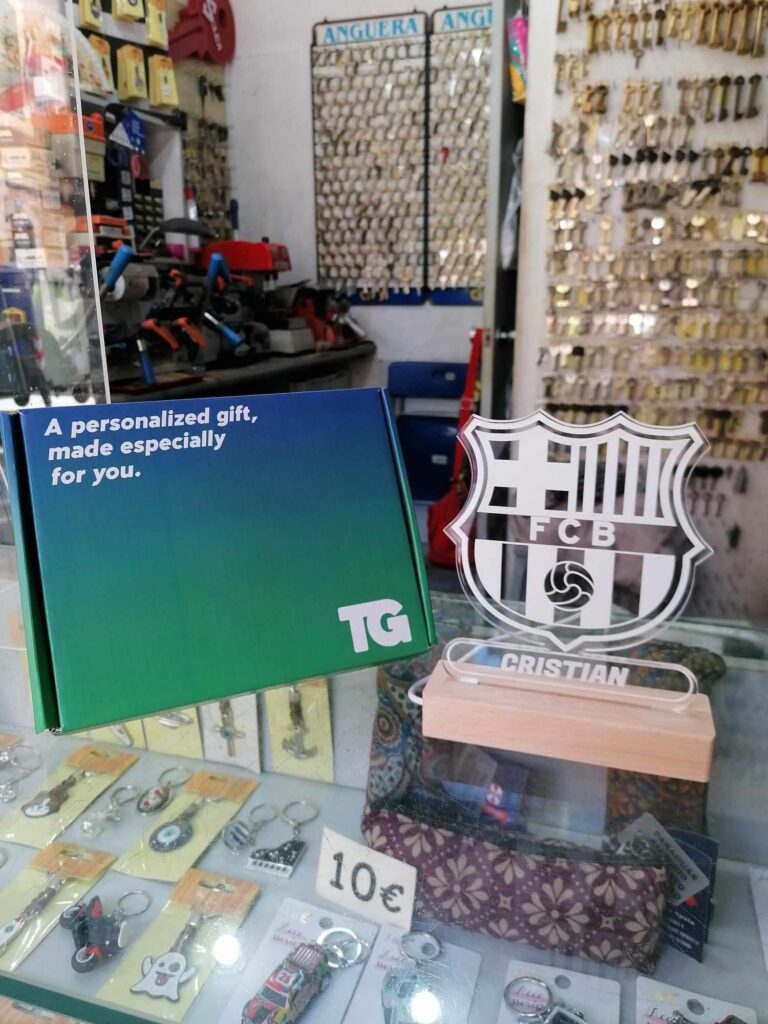 ANGUERA
ANGU
A personalized gift,
made especially
for you.
TG
FCB
CRISTIAN
10€